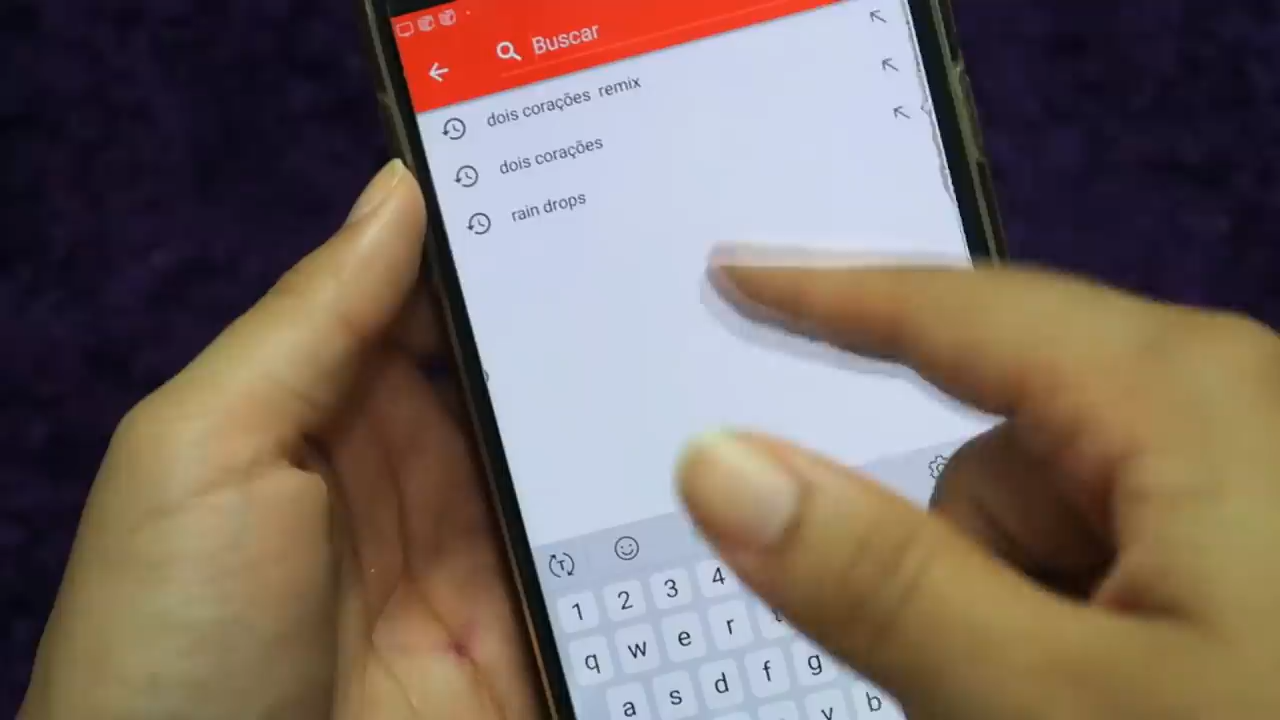 Buscar
dois corações remix
dois corações
rain drops
1 2 3 4
q w e r t
a s d f g
v b